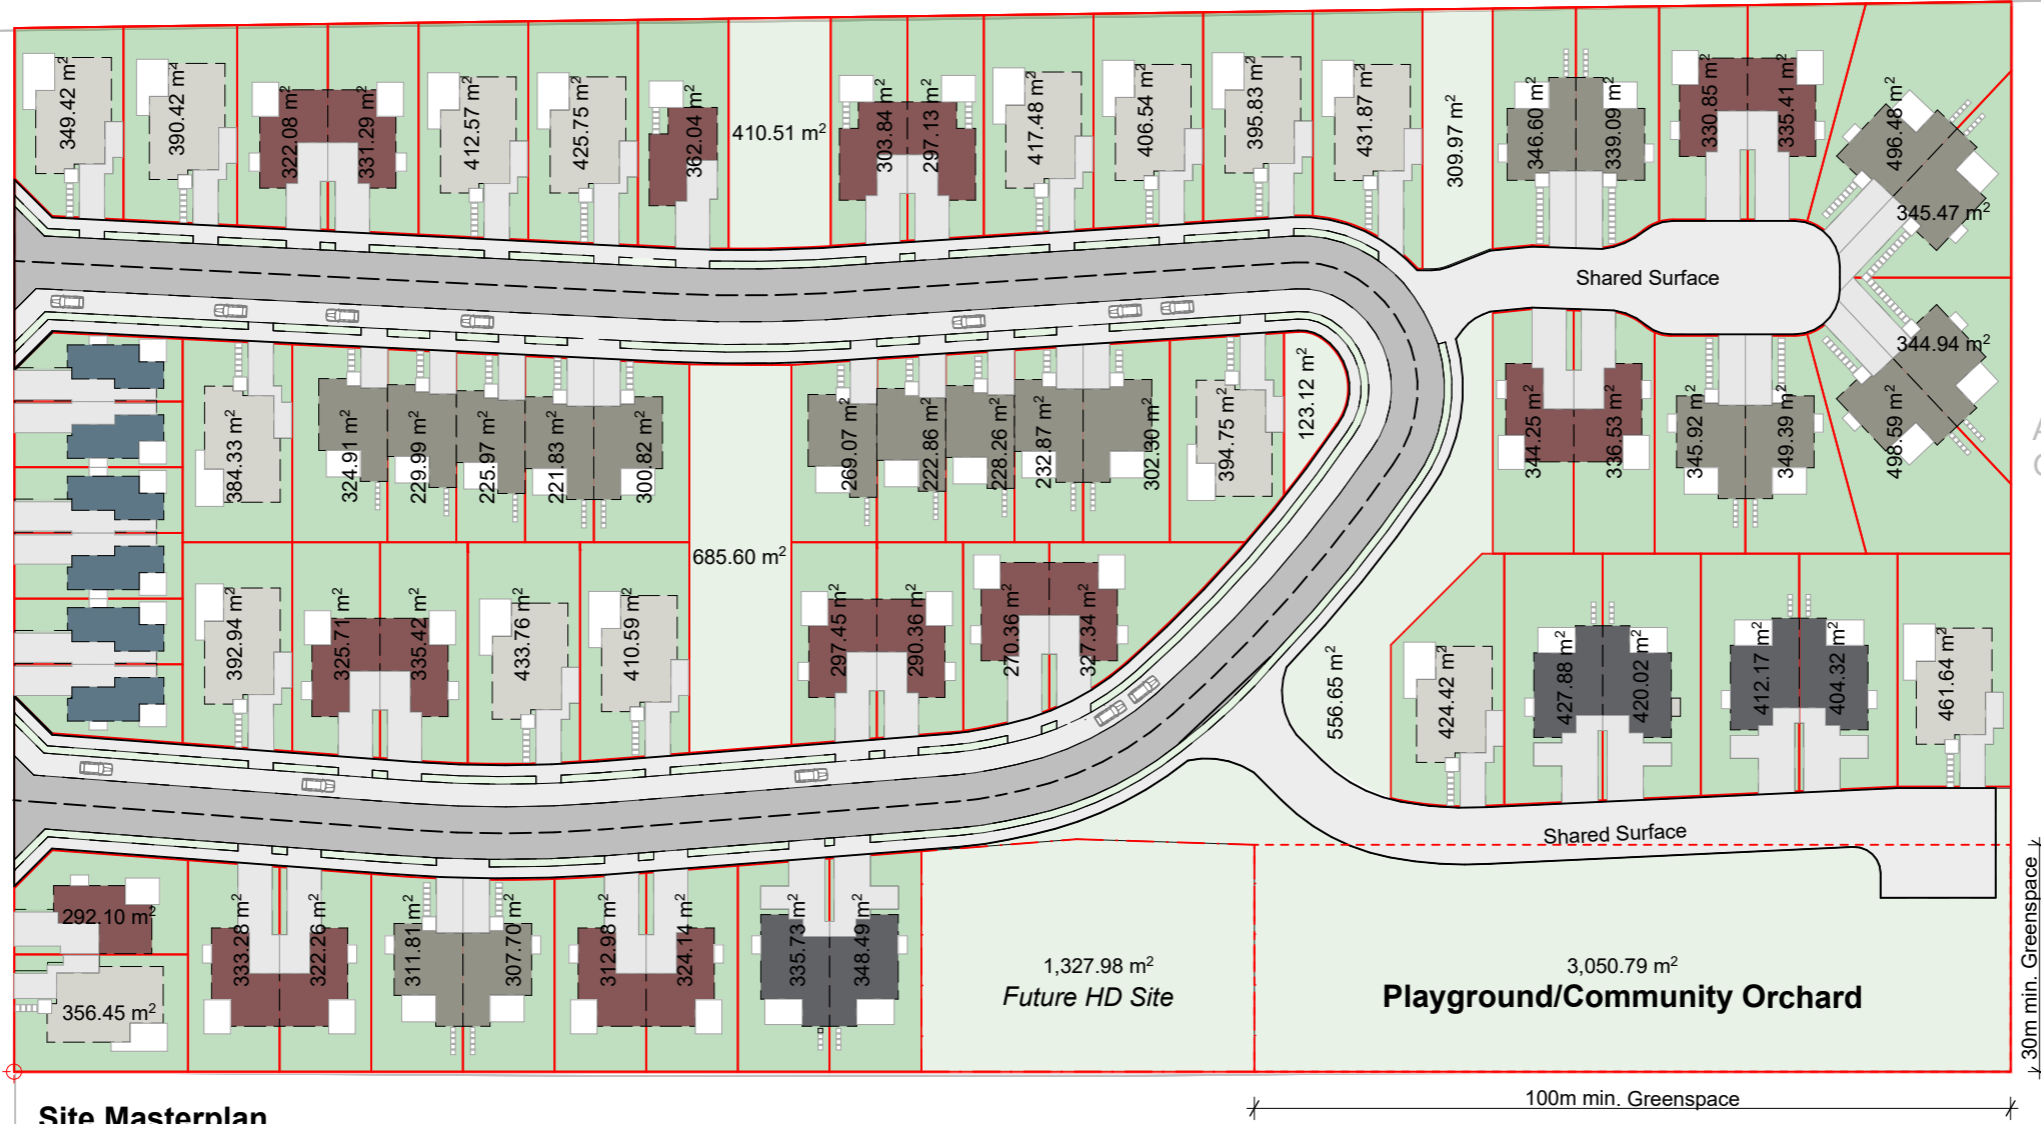 349.42 m²
390.42 m²
322.08 m²
331.29 m²
412.57 m²
425.75 m²
362.04 m²
410.51 m²
303.84 m²
297.13 m²
417.48 m²
406.54 m²
395.83 m²
431.87 m²
309.97 m²
346.60 m²
339.09 m²
330.85 m²
335.41 m²
496.48 m²
345.47 m²
Shared Surface
344.94 m²
384.33 m²
324.91 m²
229.99 m²
225.97 m²
221.83 m²
300.82 m²
269.07 m²
222.86 m²
228.26 m²
232.87 m²
302.30 m²
394.75 m²
123.12 m²
344.25 m²
336.53 m²
345.92 m²
349.39 m²
498.59 m²
685.60 m²
392.94 m²
325.71 m²
335.42 m²
433.76 m²
410.59 m²
297.45 m²
290.36 m²
270.36 m²
327.34 m²
556.65 m²
424.42 m²
427.88 m²
420.02 m²
412.17 m²
404.32 m²
461.64 m²
Shared Surface
292.10 m²
356.45 m²
333.28 m²
322.26 m²
311.81 m²
307.70 m²
312.98 m²
324.14 m²
335.73 m²
348.49 m²
1,327.98 m²
Future HD Site
3,050.79 m²
Playground/Community Orchard
30m min. Greenspace
100m min. Greenspace
Site Masterplan